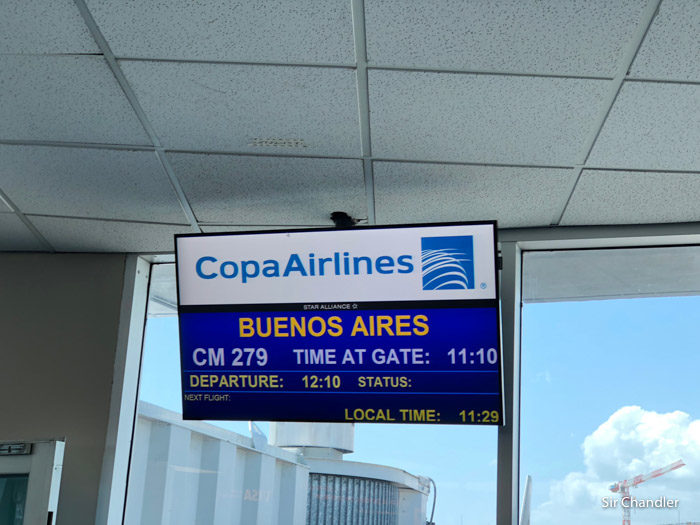 CopaAirlines
®
STAR ALLIANCE
BUENOS AIRES
CM 279 TIME AT GATE: 11:10
DEPARTURE: 12:10 STATUS:
NEXT FLIGHT:
LOCAL TIME: 11:29
Sir Chandler